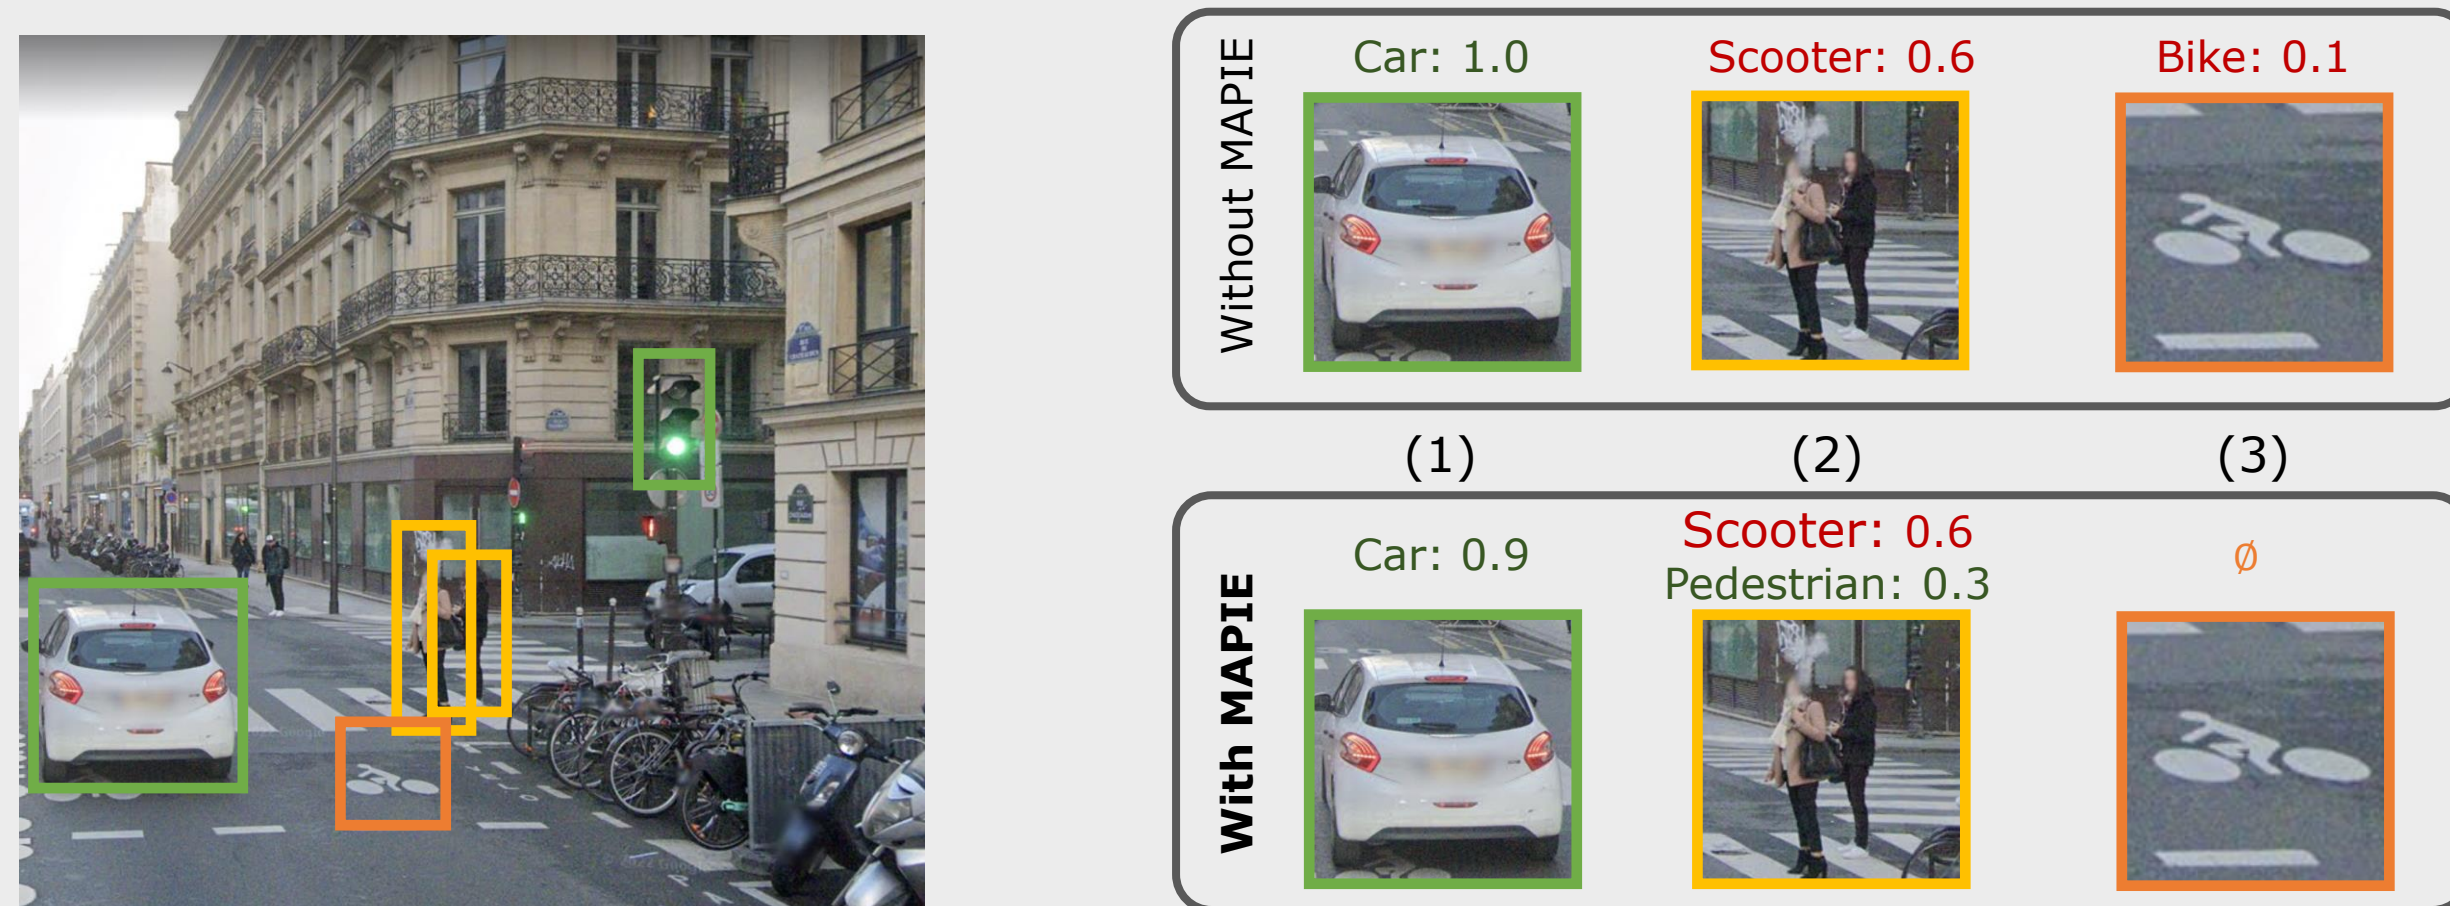 Without MAPIE
Car: 1.0
Scooter: 0.6
Bike: 0.1
(1)
(2)
(3)
With MAPIE
Car: 0.9
Scooter: 0.6
Pedestrian: 0.3
ø